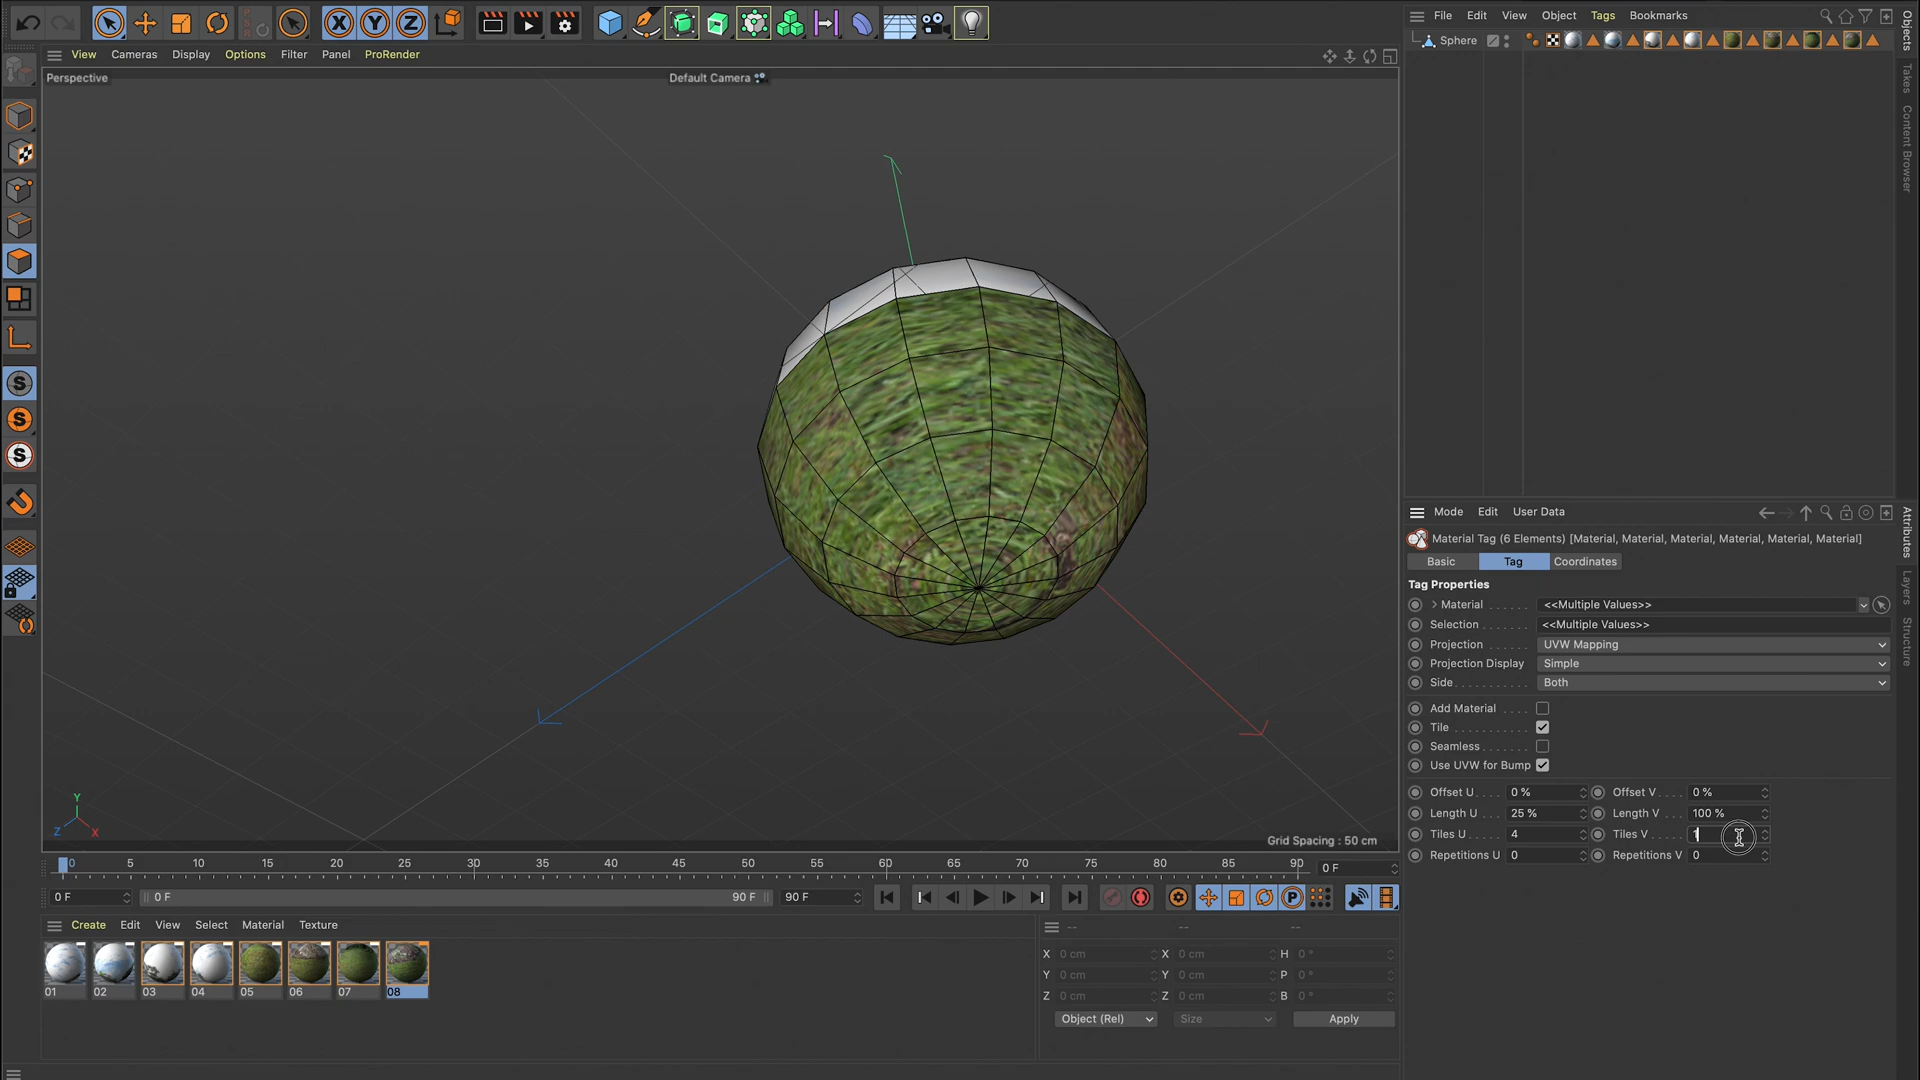 File Edit View Object Tags Bookmarks
Sphere
View Cameras Display Options Filter Panel ProRender
Perspective
Default Camera
Y
Z
X
Grid Spacing : 50 cm
0 5 10 15 20 25 30 35 40 45 50 55 60 65 70 75 80 85 90
0 F
0 F
0 F
90 F
90 F
Create Edit View Select Material Texture
01 02 03 04 05 06 07 08
-- -- --
X 0 cm X 0 cm H 0 °
Y 0 cm Y 0 cm P 0 °
Z 0 cm Z 0 cm B 0 °
Object (Rel) Size Apply
Mode Edit User Data
Material Tag (6 Elements) [Material, Material, Material, Material, Material, Material]
Basic Tag Coordinates
Tag Properties
Material <<Multiple Values>>
Selection <<Multiple Values>>
Projection UVW Mapping
Projection Display Simple
Side Both
Add Material
Tile
Seamless
Use UVW for Bump
Offset U 0 % Offset V 0 %
Length U 25 % Length V 100 %
Tiles U 4 Tiles V 1
Repetitions U 0 Repetitions V 0
Objects
Takes
Content Browser
Attributes
Layers
Structure
X Y Z
S
S
S
P
PSR